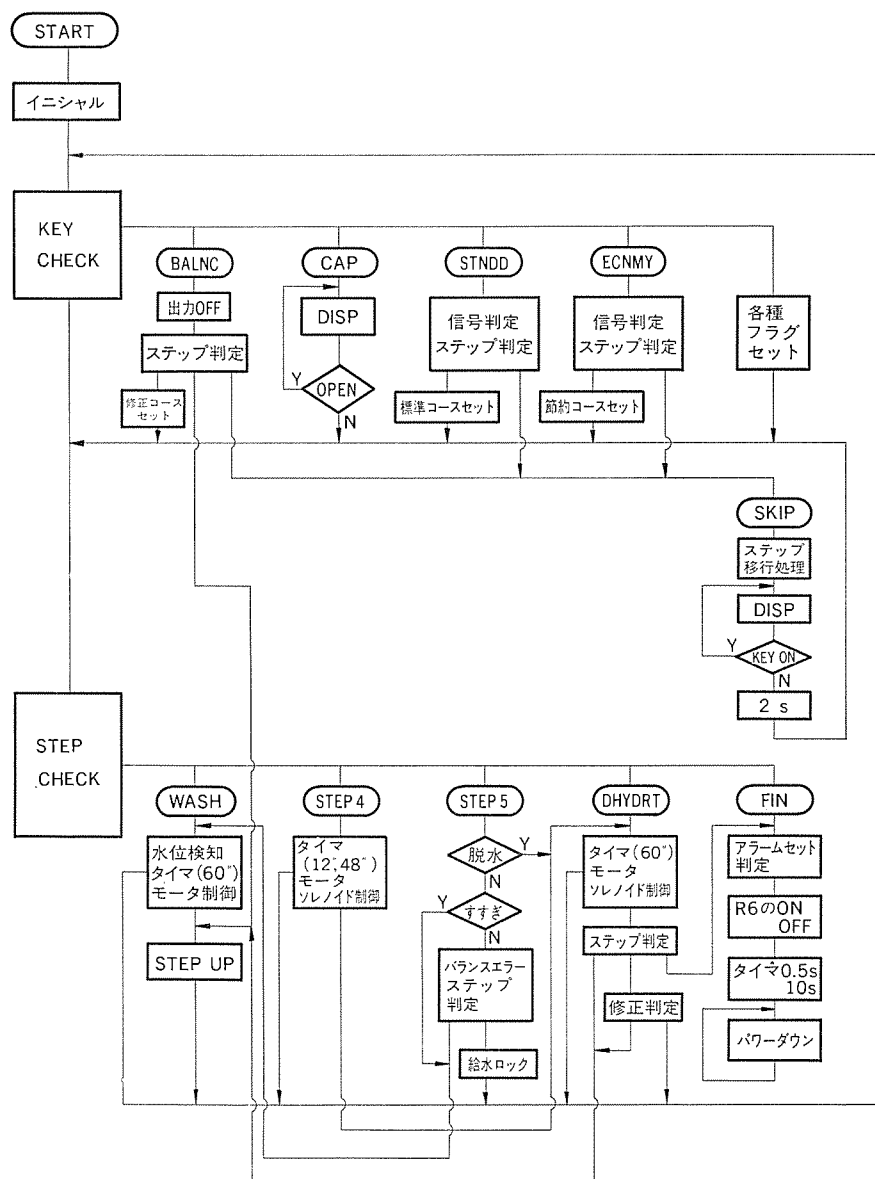 START
イニシャル
KEY
CHECK
BALNC
CAP
STNDD
ECNMY
出力OFF
DISP
信号判定
ステップ判定
信号判定
ステップ判定
各種
フラグ
セット
ステップ判定
Y
OPEN
N
修正コース
セット
標準コースセット
節約コースセット
SKIP
ステップ
移行処理
DISP
Y
KEY ON
N
2 s
STEP
CHECK
WASH
STEP 4
STEP 5
DHYDRT
FIN
水位検知
タイマ(60″)
モータ制御
タイマ
(12″,48″)
モータ
ソレノイド制御
脱水
Y
N
Y
すすぎ
N
タイマ(60″)
モータ
ソレノイド制御
アラームセット
判定
R6のON
OFF
STEP UP
バランスエラー
ステップ
判定
ステップ判定
タイマ0.5s
10s
修正判定
パワーダウン
給水ロック